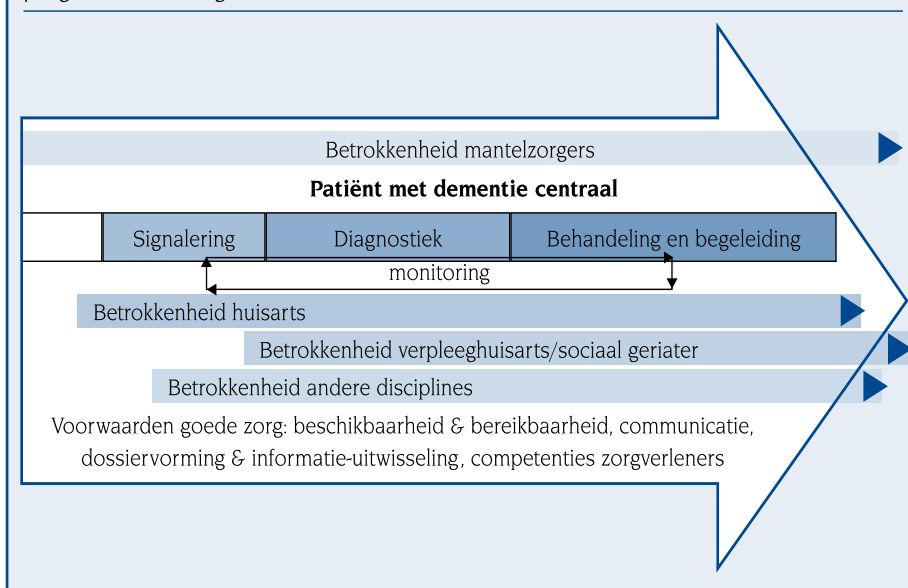 Betrokkenheid mantelzorgers
Patiënt met dementie centraal
Signalering Diagnostiek Behandeling en begeleiding
monitoring
Betrokkenheid huisarts
Betrokkenheid verpleeghuisarts/sociaal geriater
Betrokkenheid andere disciplines
Voorwaarden goede zorg: beschikbaarheid & bereikbaarheid, communicatie,
dossiervorming & informatie-uitwisseling, competenties zorgverleners